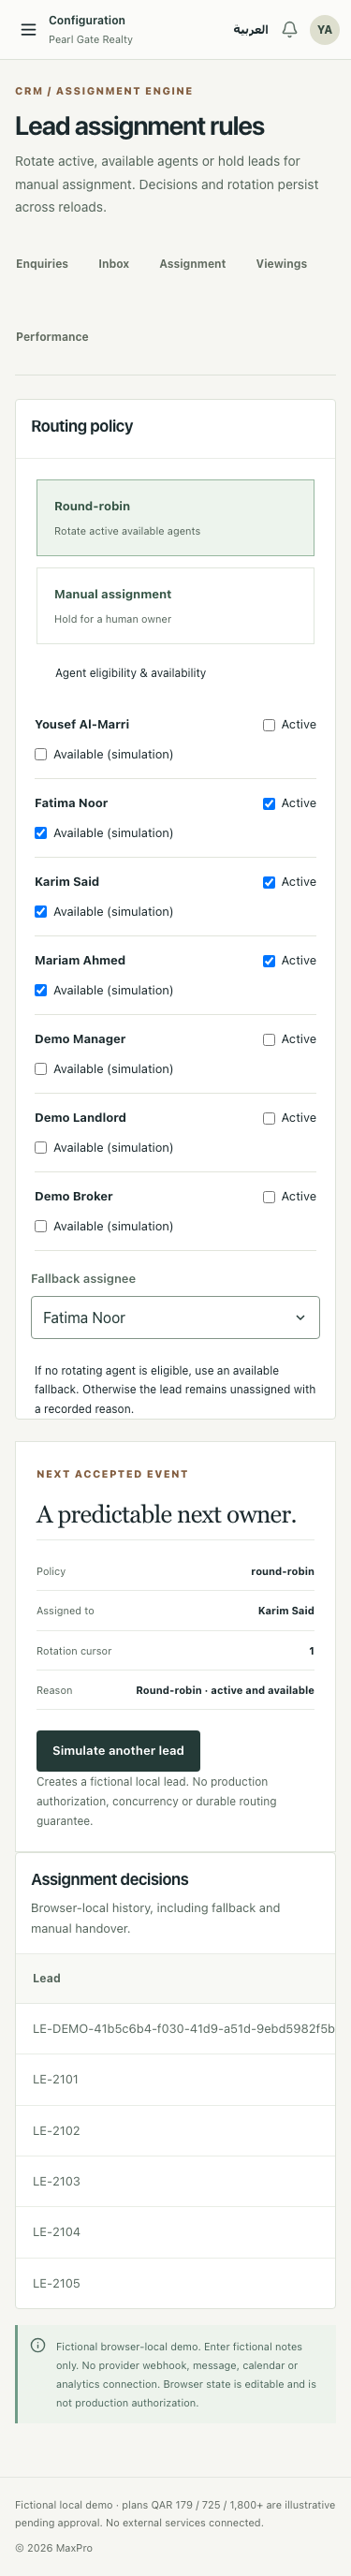 Configuration
Pearl Gate Realty
العربية
YA
CRM / ASSIGNMENT ENGINE
Lead assignment rules
Rotate active, available agents or hold leads for
manual assignment. Decisions and rotation persist
across reloads.
Enquiries Inbox Assignment Viewings
Performance
Routing policy
Round-robin
Rotate active available agents
Manual assignment
Hold for a human owner
Agent eligibility & availability
Yousef Al-Marri Active
Available (simulation)
Fatima Noor Active
Available (simulation)
Karim Said Active
Available (simulation)
Mariam Ahmed Active
Available (simulation)
Demo Manager Active
Available (simulation)
Demo Landlord Active
Available (simulation)
Demo Broker Active
Available (simulation)
Fallback assignee
Fatima Noor
If no rotating agent is eligible, use an available
fallback. Otherwise the lead remains unassigned with
a recorded reason.
NEXT ACCEPTED EVENT
A predictable next owner.
Policy round-robin
Assigned to Karim Said
Rotation cursor 1
Reason Round-robin · active and available
Simulate another lead
Creates a fictional local lead. No production
authorization, concurrency or durable routing
guarantee.
Assignment decisions
Browser-local history, including fallback and
manual handover.
Lead
LE-DEMO-41b5c6b4-f030-41d9-a51d-9ebd5982f5b
LE-2101
LE-2102
LE-2103
LE-2104
LE-2105
Fictional browser-local demo. Enter fictional notes
only. No provider webhook, message, calendar or
analytics connection. Browser state is editable and is
not production authorization.
Fictional local demo · plans QAR 179 / 725 / 1,800+ are illustrative
pending approval. No external services connected.
© 2026 MaxPro